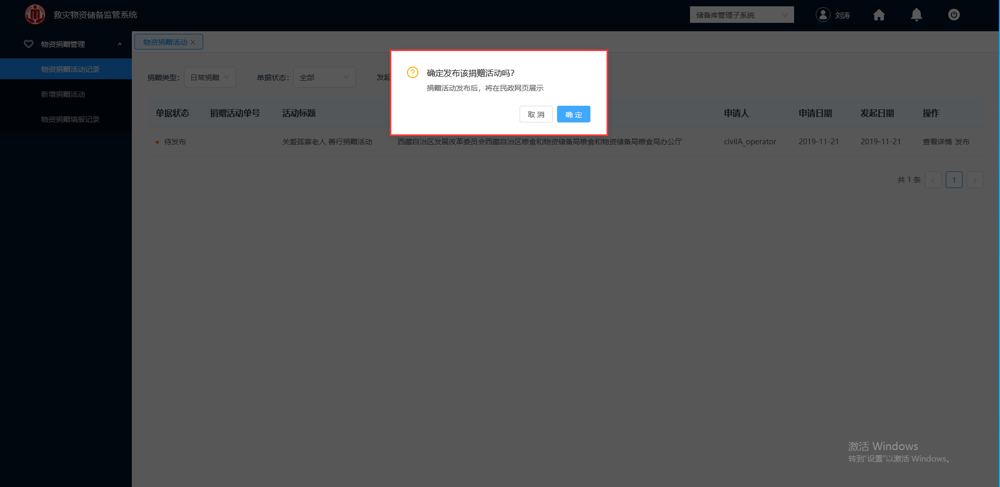 救灾物资储备监管系统
储备库管理子系统
刘涛
物资捐赠管理
物资捐赠活动记录
新增捐赠活动
物资捐赠填报记录
物资捐赠活动
捐赠类型： 日常捐赠 单据状态： 全部 发起
确定发布该捐赠活动吗?
捐赠活动发布后，将在民政网页展示
取 消 确 定
单据状态 捐赠活动单号 活动标题 申请人 申请日期 发起日期 操作
待发布 关爱孤寡老人 善行捐赠活动 西藏自治区发展改革委员会西藏自治区粮食和物资储备局粮食和物资储备局粮食局办公厅 civilA_operator 2019-11-21 2019-11-21 查看详情 发布
共 1 条 < 1 >
激活 Windows
转到“设置”以激活 Windows。